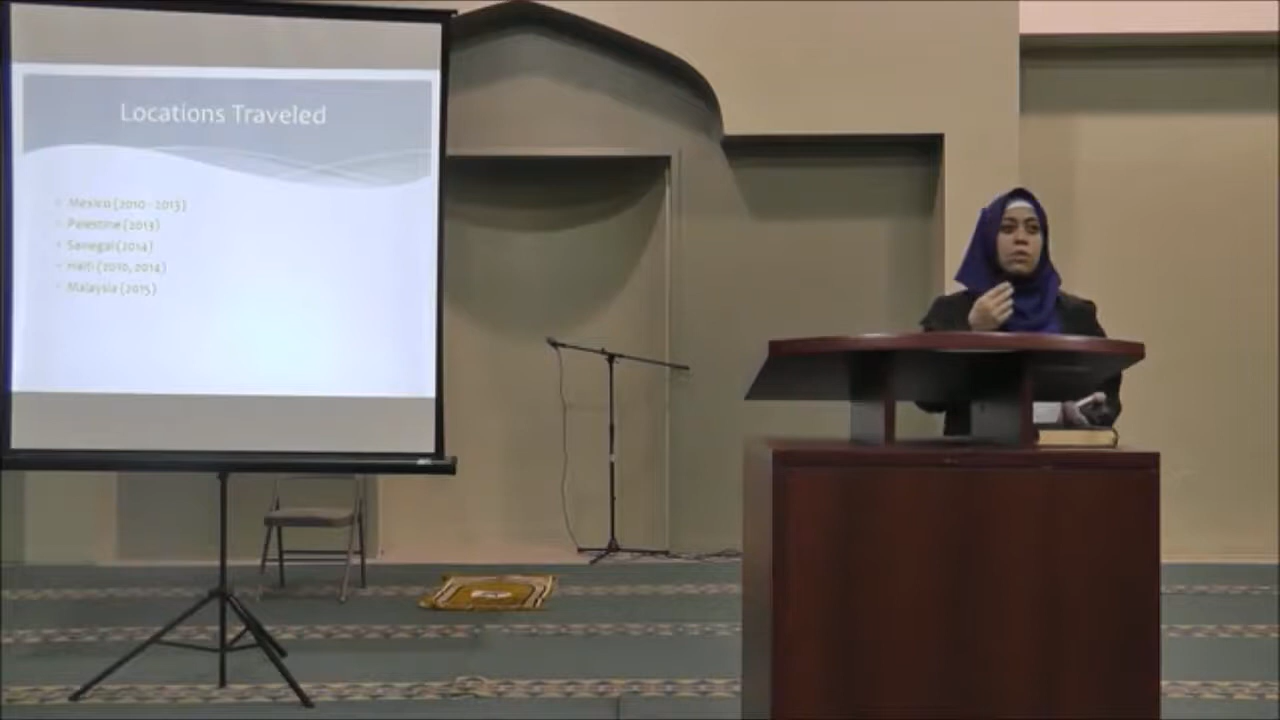 Locations Traveled
Mexico (2010 - 2013)
Palestine (2013)
Senegal (2014)
Haiti (2010, 2014)
Malaysia (2015)